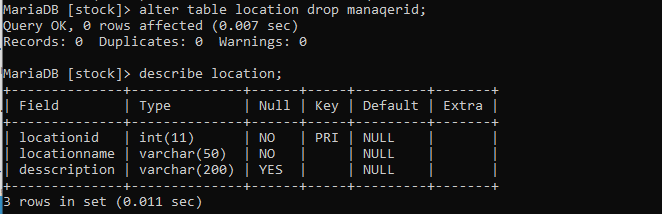 MariaDB [stock]> alter table location drop manaqerid;
Query OK, 0 rows affected (0.007 sec)
Records: 0  Duplicates: 0  Warnings: 0

MariaDB [stock]> describe location;
+--------------+--------------+------+-----+---------+-------+
| Field        | Type         | Null | Key | Default | Extra |
+--------------+--------------+------+-----+---------+-------+
| locationid   | int(11)      | NO   | PRI | NULL    |       |
| locationname | varchar(50)  | NO   |     | NULL    |       |
| desscription | varchar(200) | YES  |     | NULL    |       |
+--------------+--------------+------+-----+---------+-------+
3 rows in set (0.011 sec)